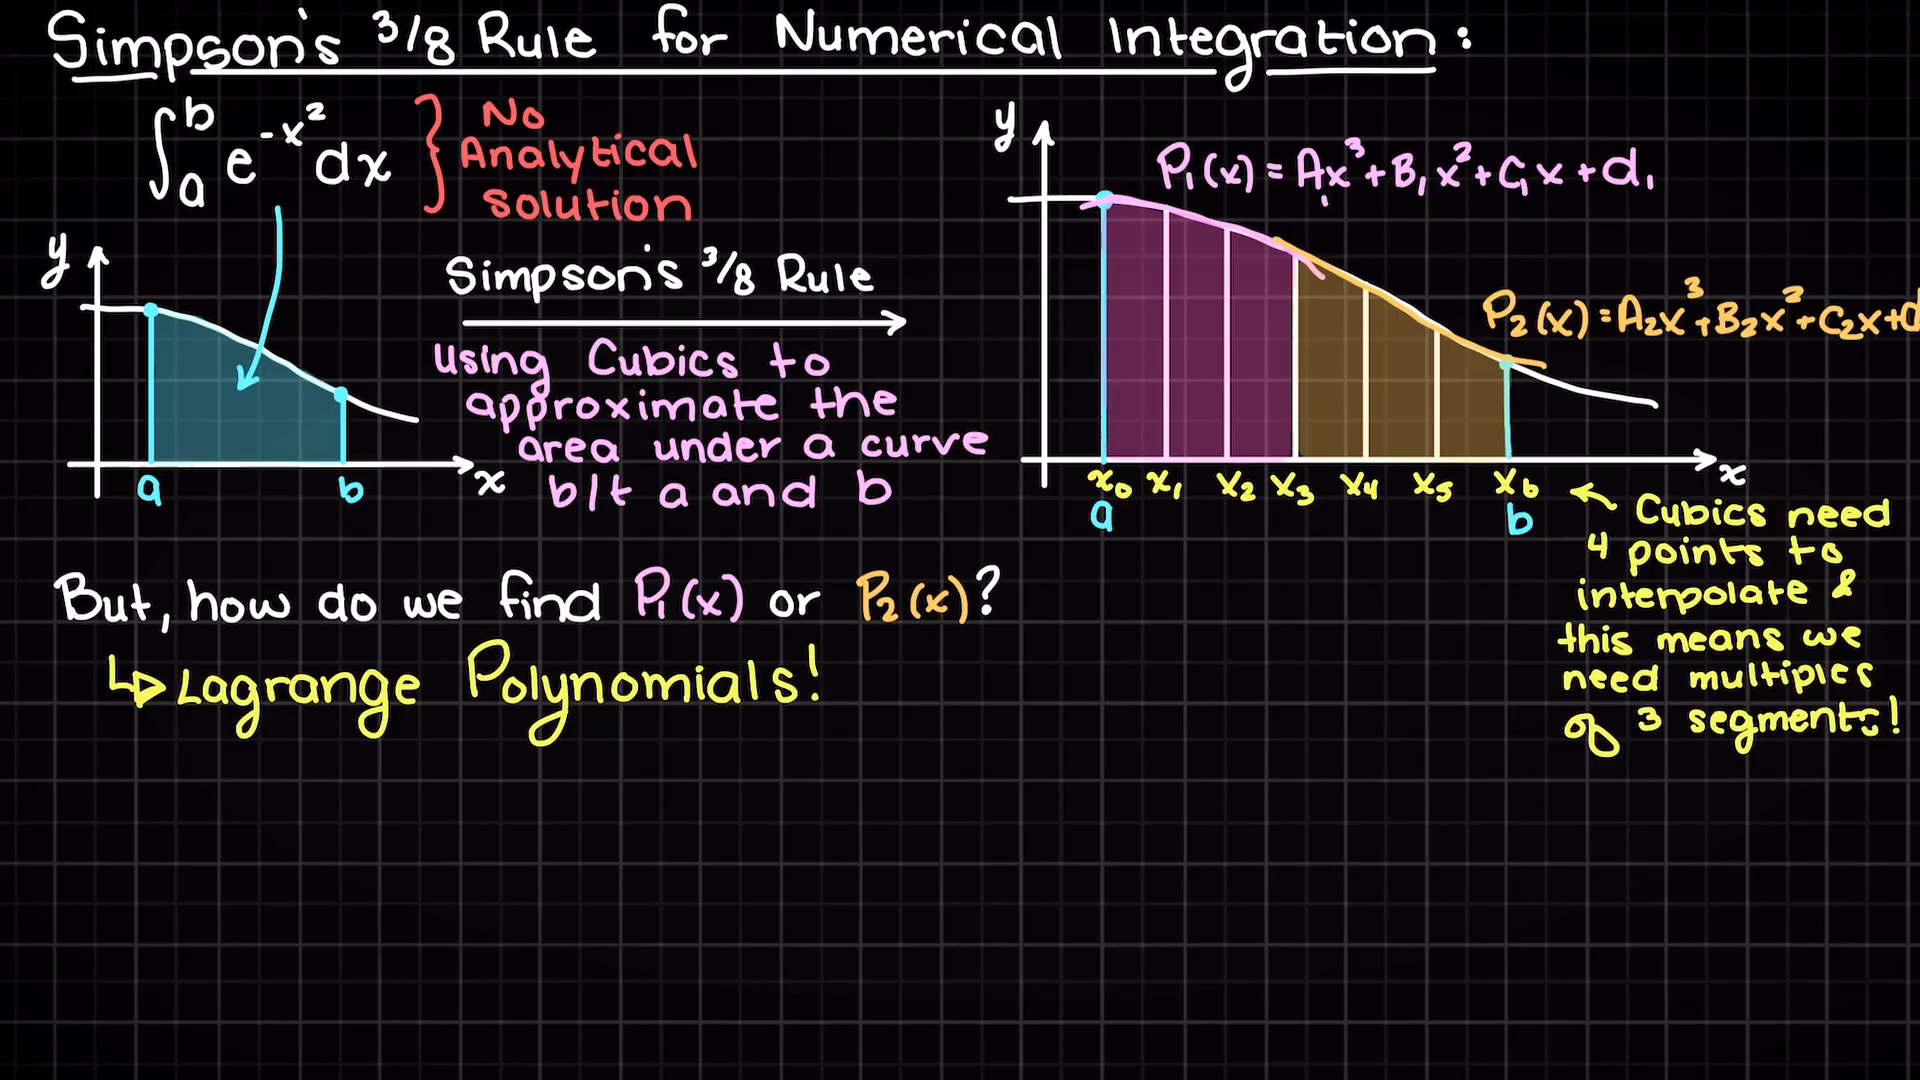 Simpson's 3/8 Rule for Numerical Integration:
∫ₐᵇ e^(-x²) dx } No Analytical solution
y
a
b
x
Simpson's 3/8 Rule
using Cubics to
approximate the
area under a curve
b/t a and b
y
P₁(x) = A₁x³ + B₁x² + C₁x + d₁
P₂(x) = A₂x³ + B₂x² + C₂x + d
x₀ x₁ x₂ x₃ x₄ x₅ x₆
x
a
b
Cubics need
4 points to
interpolate &
this means we
need multiples
of 3 segments!
But, how do we find P₁(x) or P₂(x)?
↳ Lagrange Polynomials!